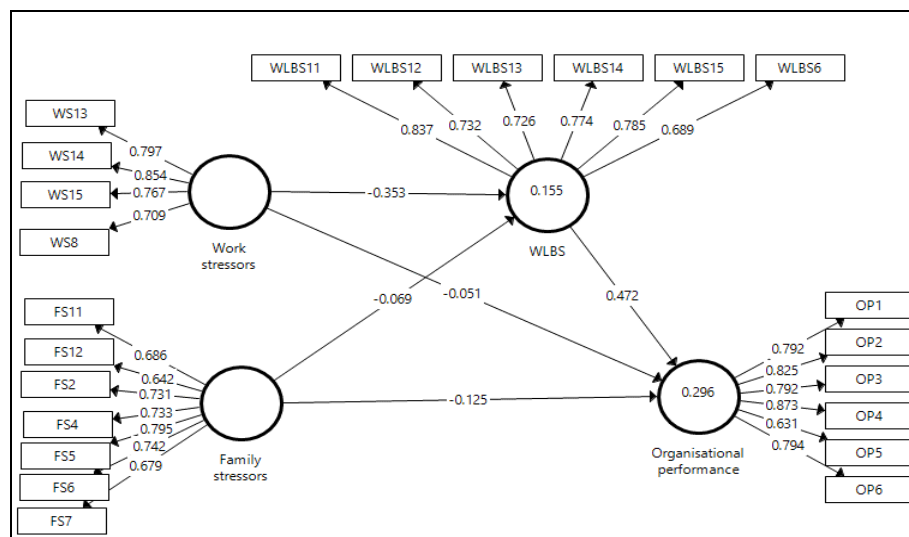 WLBS11
WLBS12
WLBS13
WLBS14
WLBS15
WLBS6
0.837
0.732
0.726
0.774
0.785
0.689
WS13
WS14
WS15
WS8
0.797
0.854
0.767
0.709
Work
stressors
-0.353
0.155
WLBS
-0.069
-0.051
0.472
FS11
FS12
FS2
FS4
FS5
FS6
FS7
0.686
0.642
0.731
0.733
0.795
0.742
0.679
Family
stressors
-0.125
0.296
Organisational
performance
0.792
0.825
0.792
0.873
0.631
0.794
OP1
OP2
OP3
OP4
OP5
OP6